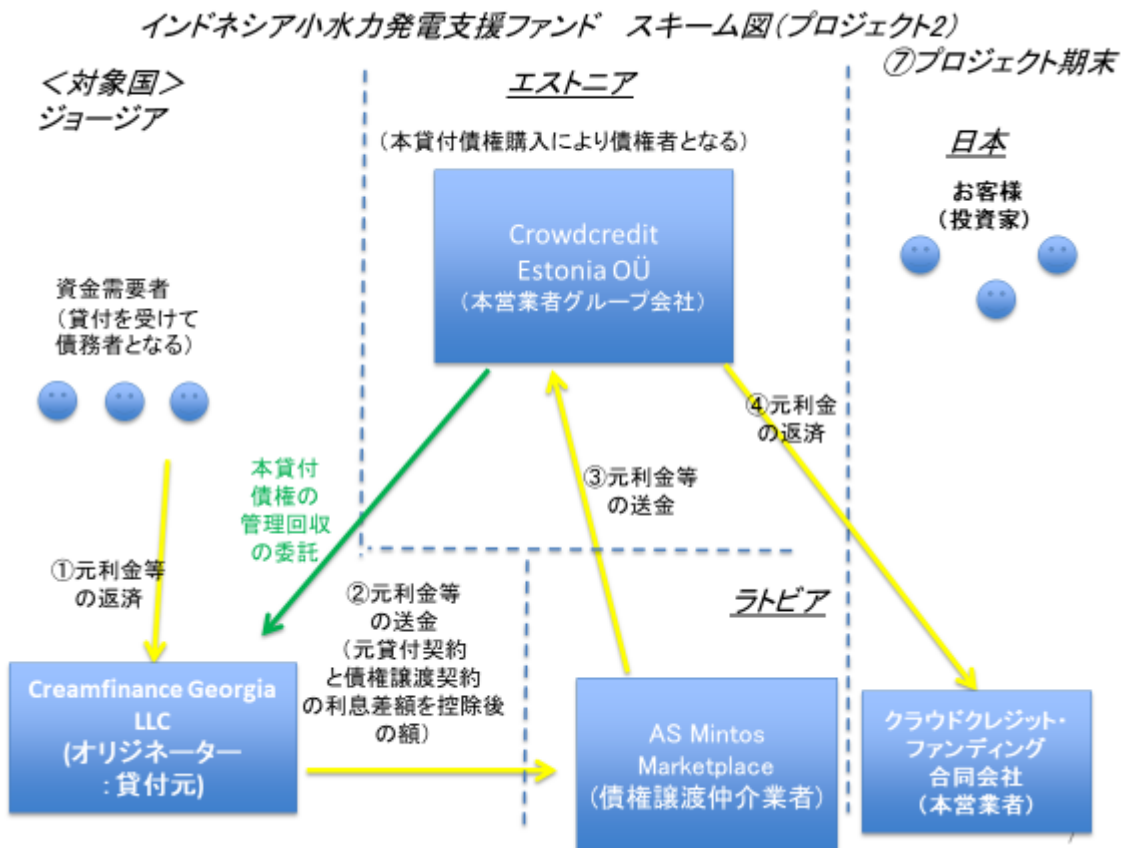 インドネシア小水力発電支援ファンド　スキーム図(プロジェクト2)
＜対象国＞
ジョージア
エストニア
⑦プロジェクト期末
(本貸付債権購入により債権者となる)
日本
お客様
(投資家)
Crowdcredit
Estonia OÜ
(本営業者グループ会社)
資金需要者
(貸付を受けて
債務者となる)
④元利金
の返済
本貸付
債権の
管理回収
の委託
③元利金等
の送金
①元利金等
の返済
②元利金等
の送金
(元貸付契約
と債権譲渡契約
の利息差額を控除後
の額)
ラトビア
Creamfinance Georgia
LLC
(オリジネーター
：貸付元)
AS Mintos
Marketplace
(債権譲渡仲介業者)
クラウドクレジット・
ファンディング
合同会社
(本営業者)